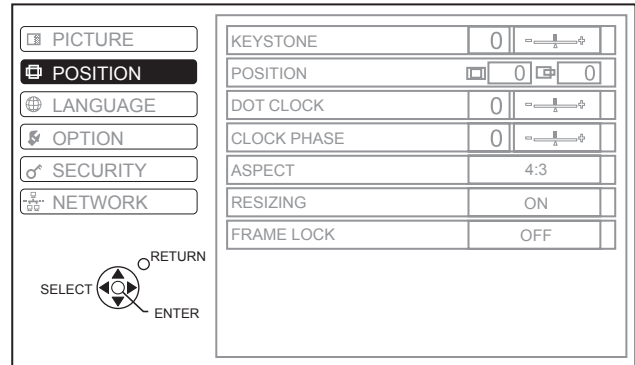 PICTURE
POSITION
LANGUAGE
OPTION
SECURITY
NETWORK
RETURN
SELECT
ENTER
KEYSTONE 0
POSITION 0 0
DOT CLOCK 0
CLOCK PHASE 0
ASPECT 4:3
RESIZING ON
FRAME LOCK OFF